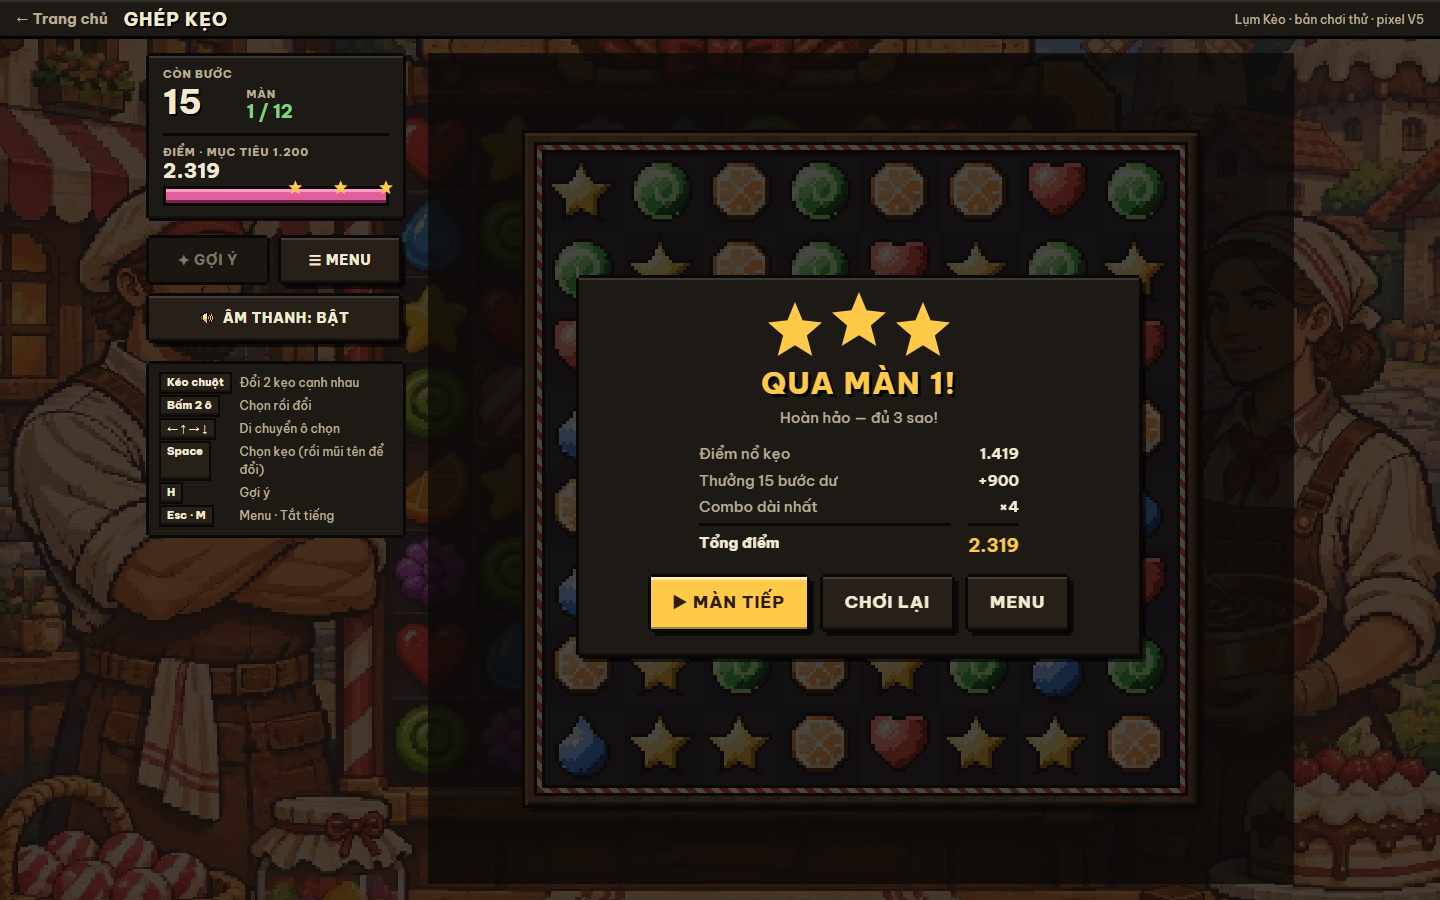 ← Trang chủ GHÉP KẸO
Lụm Kèo · bản chơi thử · pixel V5
CÒN BƯỚC
15
MÀN
1 / 12
ĐIỂM · MỤC TIÊU 1.200
2.319
✦ GỢI Ý
☰ MENU
ÂM THANH: BẬT
Kéo chuột Đổi 2 kẹo cạnh nhau
Bấm 2 ô Chọn rồi đổi
←↑→↓ Di chuyển ô chọn
Space Chọn kẹo (rồi mũi tên để
đổi)
H Gợi ý
Esc · M Menu · Tắt tiếng
QUA MÀN 1!
Hoàn hảo — đủ 3 sao!
Điểm nổ kẹo 1.419
Thưởng 15 bước dư +900
Combo dài nhất ×4
Tổng điểm 2.319
▶ MÀN TIẾP
CHƠI LẠI
MENU